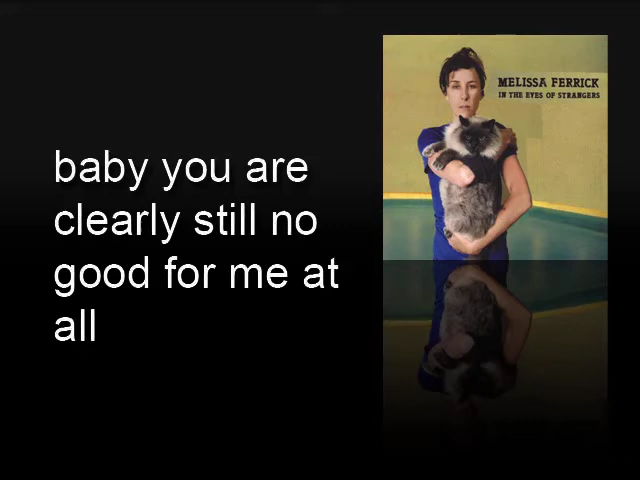 baby you are
clearly still no
good for me at
all
MELISSA FERRICK
IN THE EYES OF STRANGERS